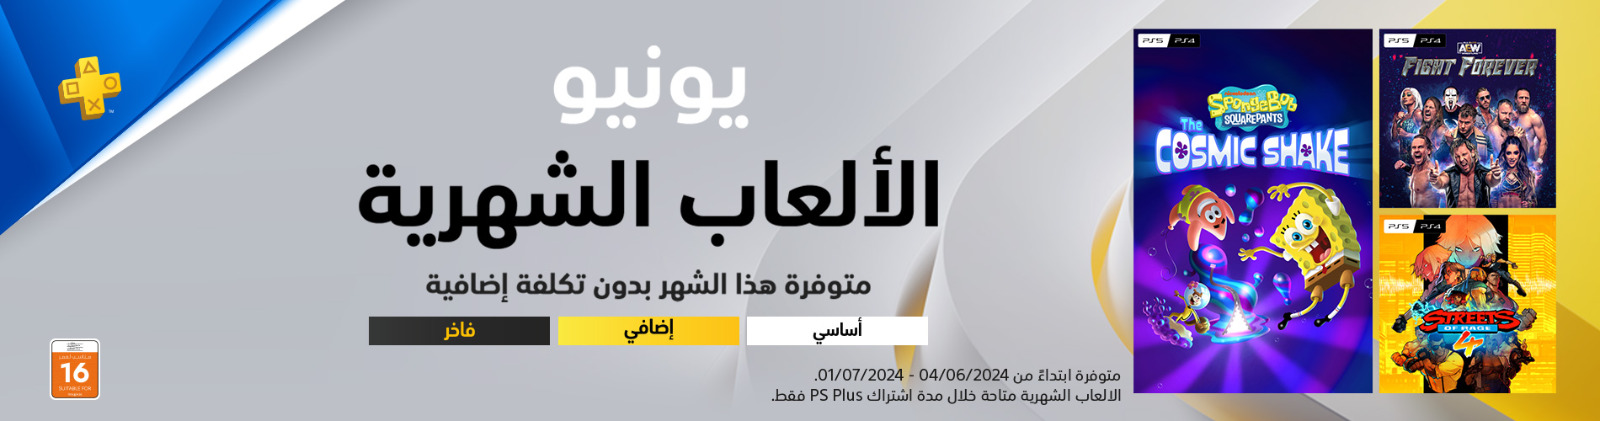 يونيو
الألعاب الشهرية
متوفرة هذا الشهر بدون تكلفة إضافية
أساسي
إضافي
فاخر
متوفرة ابتداءً من 04/06/2024 - 01/07/2024.
الالعاب الشهرية متاحة خلال مدة اشتراك PS Plus فقط.
PS5 PS4
SpongeBob
SQUAREPANTS
The
COSMIC SHAKE
PS5 PS4
AEW
FIGHT FOREVER
PS5 PS4
STREETS
OF RAGE
4
16
SUITABLE FOR
TM